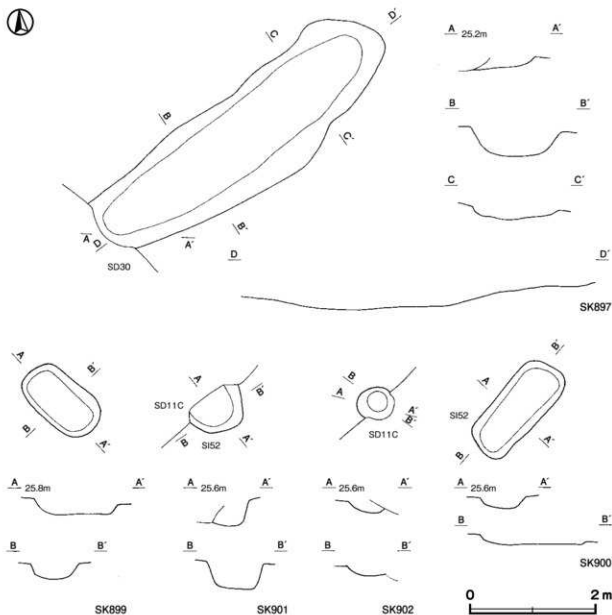 D´
C
B
C´
B´
A
D
A´
SD30
A 25.2m A´
B B´
C C´
D D´
SK897
A
B´
B
A´
A 25.8m A´
B B´
SK899
A
SD11C
B´
B
SI52
A´
A 25.6m A´
B B´
SK901
B
A
A´
B´
SD11C
A 25.6m A´
B B´
SK902
B´
A
SI52
B
A´
A 25.6m A´
B B´
SK900
0 2 m